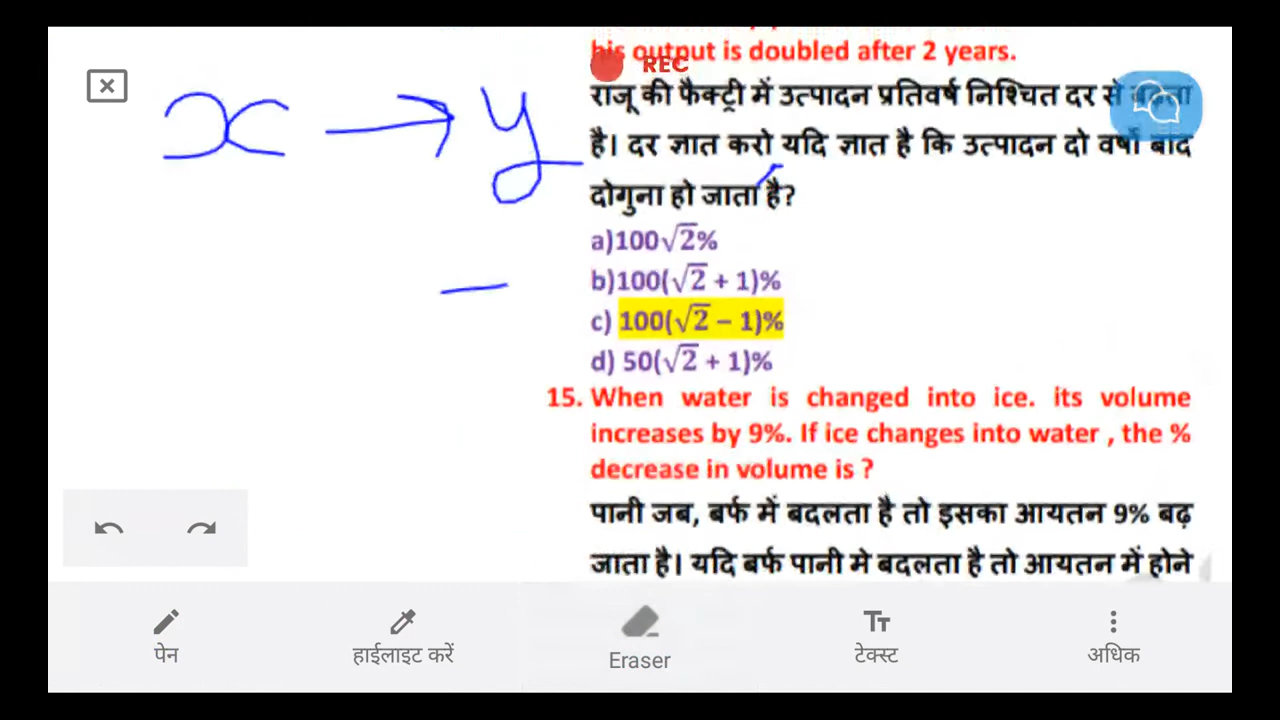 his output is doubled after 2 years.
REC
x → y
राजू की फैक्ट्री में उत्पादन प्रतिवर्ष निश्चित दर से बढ़ता
है। दर ज्ञात करो यदि ज्ञात है कि उत्पादन दो वर्षों बाद
दोगुना हो जाता है?
a)100√2%
b)100(√2 + 1)%
c) 100(√2 – 1)%
d) 50(√2 + 1)%
15. When water is changed into ice. its volume
increases by 9%. If ice changes into water , the %
decrease in volume is ?
पानी जब, बर्फ में बदलता है तो इसका आयतन 9% बढ़
जाता है। यदि बर्फ पानी मे बदलता है तो आयतन में होने
पेन
हाईलाइट करें
Eraser
Tт
टेक्स्ट
अधिक